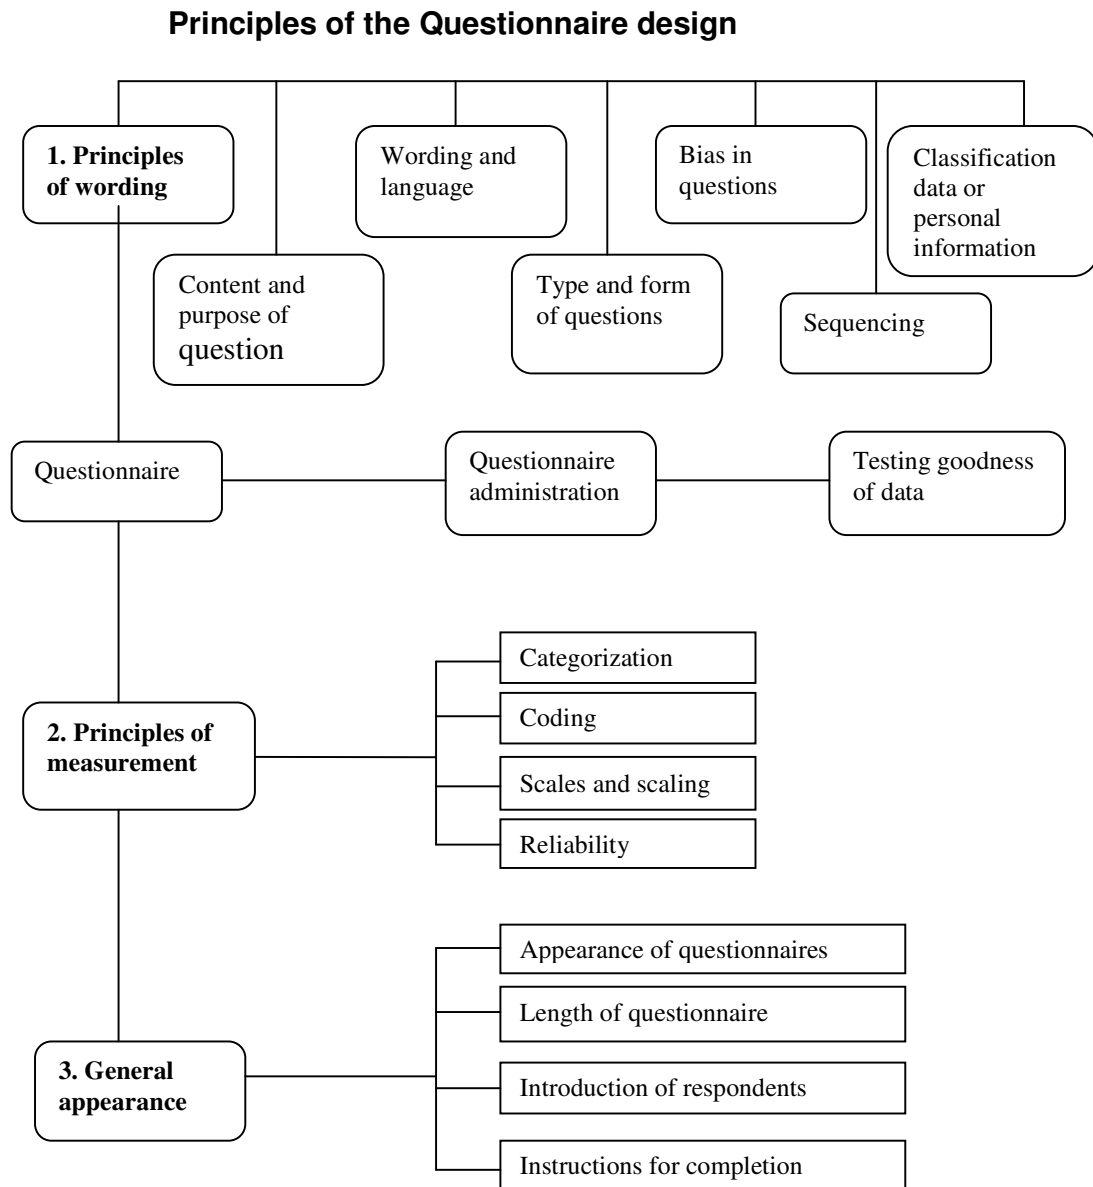 Principles of the Questionnaire design
1. Principles
of wording
Wording and
language
Bias in
questions
Classification
data or
personal
information
Content and
purpose of
question
Type and form
of questions
Sequencing
Questionnaire
Questionnaire
administration
Testing goodness
of data
2. Principles of
measurement
Categorization
Coding
Scales and scaling
Reliability
3. General
appearance
Appearance of questionnaires
Length of questionnaire
Introduction of respondents
Instructions for completion